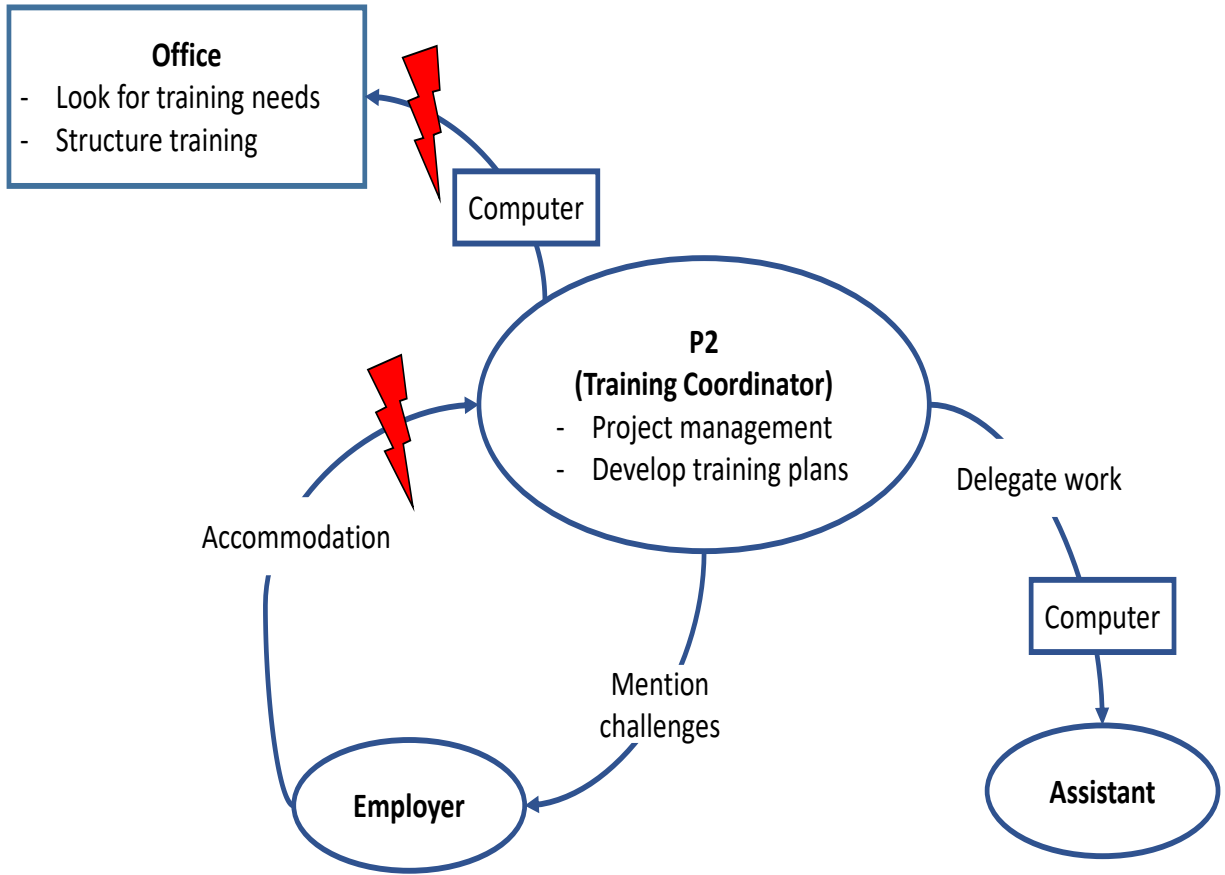 Office
- Look for training needs
- Structure training
Computer
P2
(Training Coordinator)
- Project management
- Develop training plans
Delegate work
Accommodation
Computer
Mention
challenges
Employer
Assistant